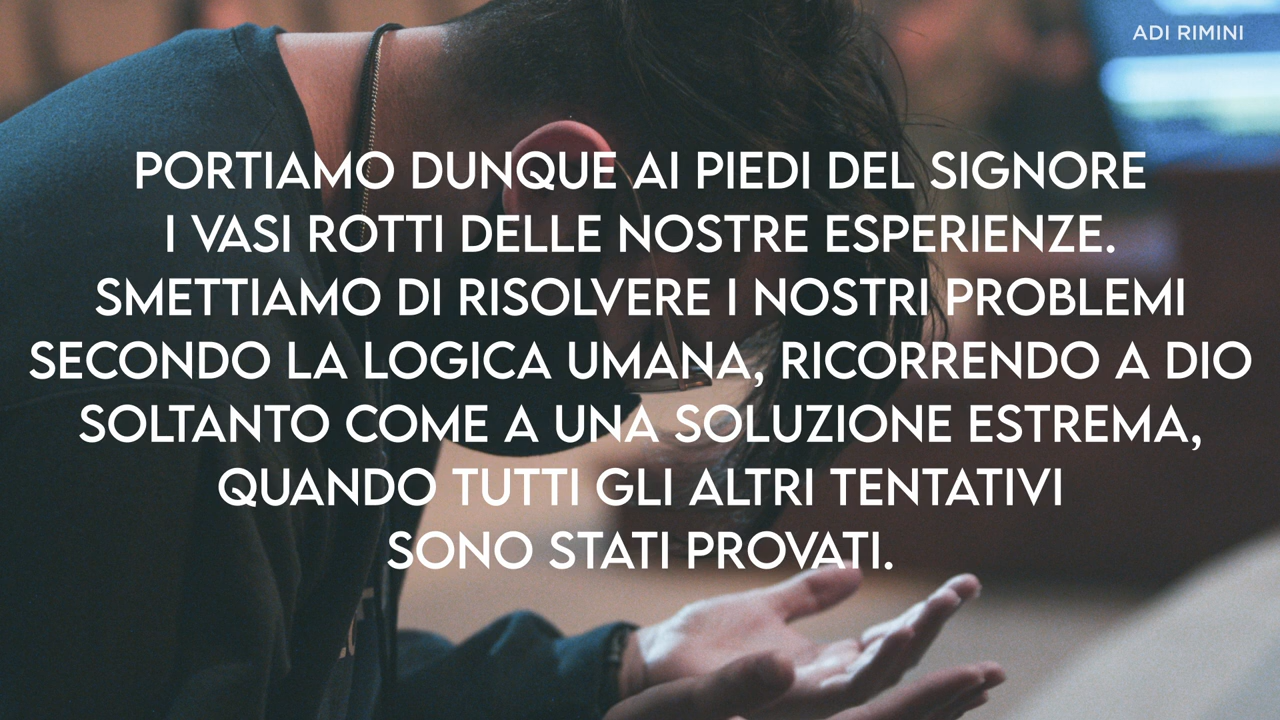 ADI RIMINI
PORTIAMO DUNQUE AI PIEDI DEL SIGNORE
I VASI ROTTI DELLE NOSTRE ESPERIENZE.
SMETTIAMO DI RISOLVERE I NOSTRI PROBLEMI
SECONDO LA LOGICA UMANA, RICORRENDO A DIO
SOLTANTO COME A UNA SOLUZIONE ESTREMA,
QUANDO TUTTI GLI ALTRI TENTATIVI
SONO STATI PROVATI.